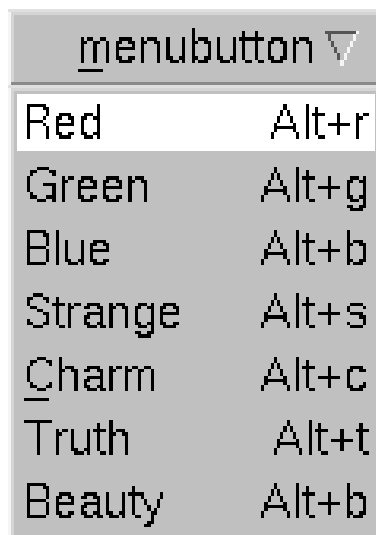 menubutton
Red Alt+r
Green Alt+g
Blue Alt+b
Strange Alt+s
Charm Alt+c
Truth Alt+t
Beauty Alt+b